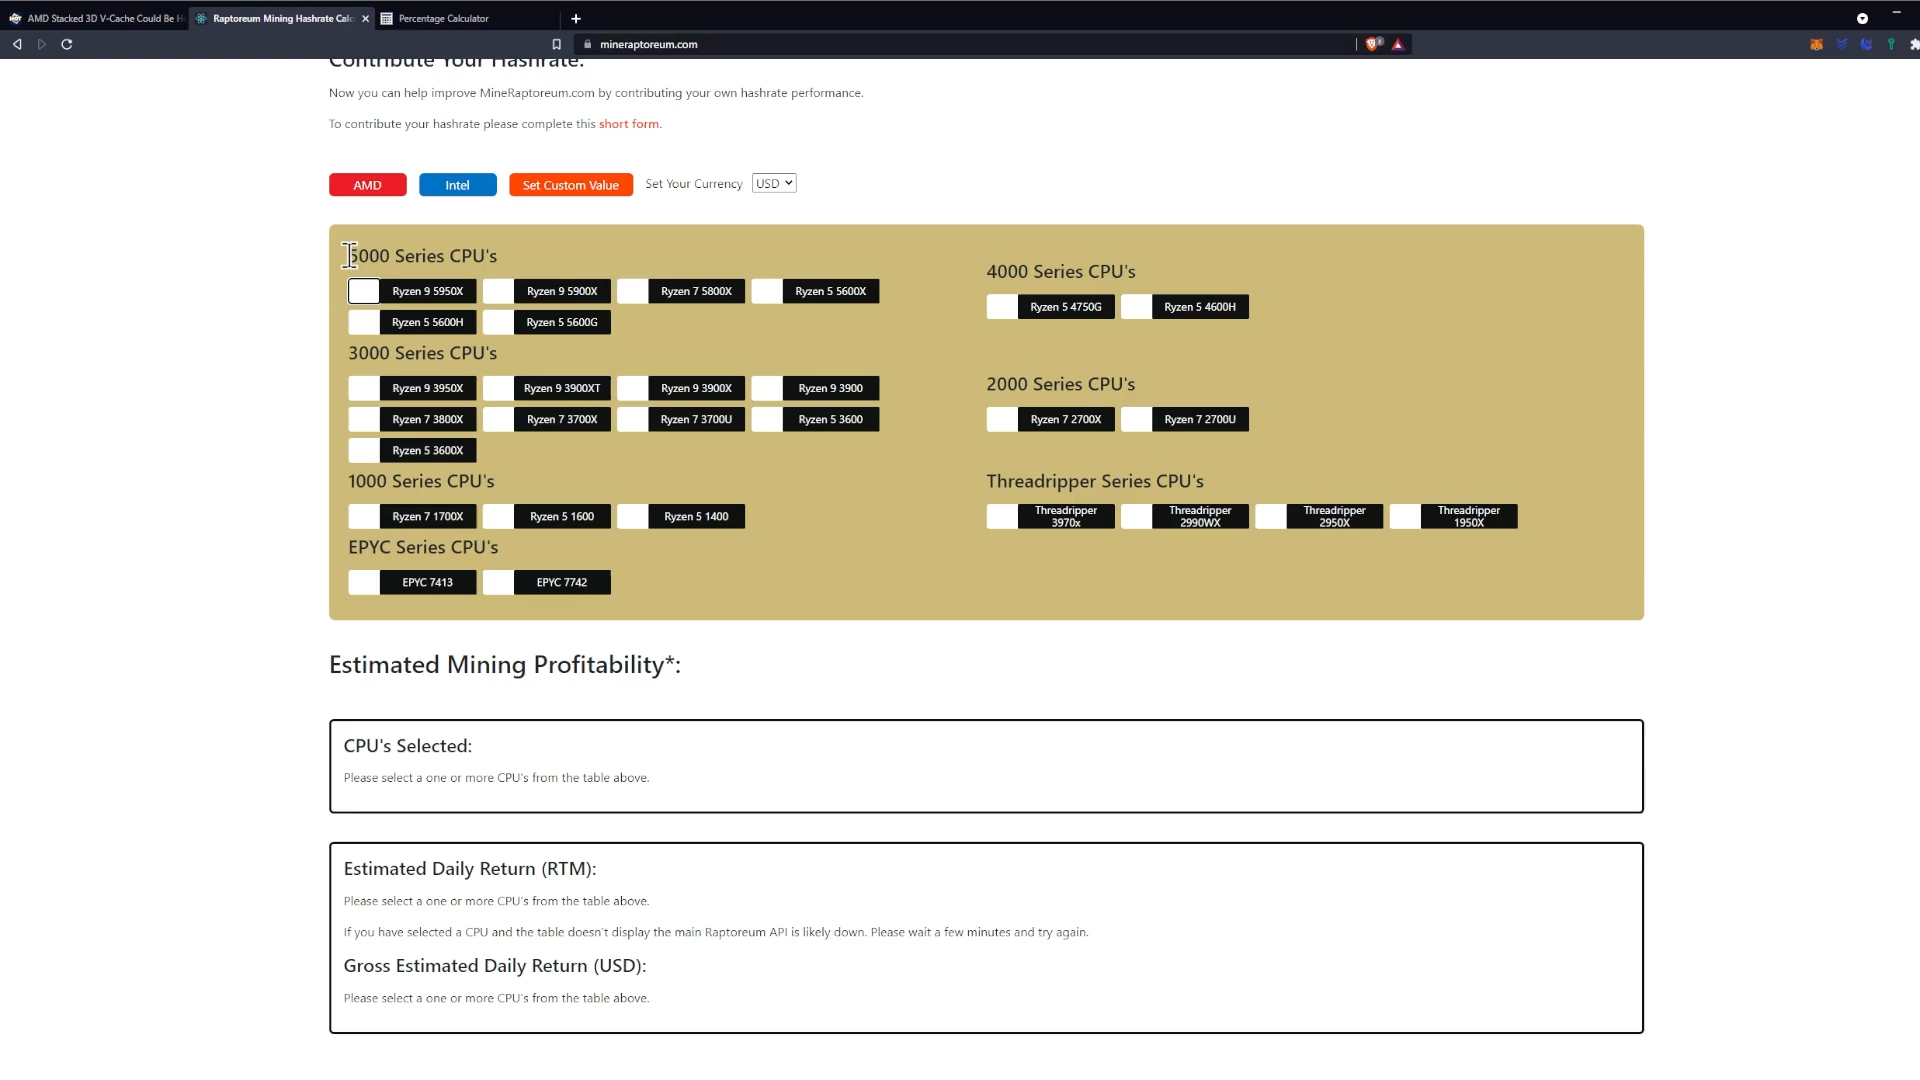 AMD Stacked 3D V-Cache Could Be H
Raptoreum Mining Hashrate Calc
Percentage Calculator
mineraptoreum.com
Contribute Your Hashrate:
Now you can help improve MineRaptoreum.com by contributing your own hashrate performance.
To contribute your hashrate please complete this short form.
AMD Intel Set Custom Value Set Your Currency USD
5000 Series CPU's
Ryzen 9 5950X Ryzen 9 5900X Ryzen 7 5800X Ryzen 5 5600X
Ryzen 5 5600H Ryzen 5 5600G
4000 Series CPU's
Ryzen 5 4750G Ryzen 5 4600H
3000 Series CPU's
Ryzen 9 3950X Ryzen 9 3900XT Ryzen 9 3900X Ryzen 9 3900
Ryzen 7 3800X Ryzen 7 3700X Ryzen 7 3700U Ryzen 5 3600
Ryzen 5 3600X
2000 Series CPU's
Ryzen 7 2700X Ryzen 7 2700U
1000 Series CPU's
Ryzen 7 1700X Ryzen 5 1600 Ryzen 5 1400
Threadripper Series CPU's
Threadripper 3970x Threadripper 2990WX Threadripper 2950X Threadripper 1950X
EPYC Series CPU's
EPYC 7413 EPYC 7742
Estimated Mining Profitability*:
CPU's Selected:
Please select a one or more CPU's from the table above.
Estimated Daily Return (RTM):
Please select a one or more CPU's from the table above.
If you have selected a CPU and the table doesn't display the main Raptoreum API is likely down. Please wait a few minutes and try again.
Gross Estimated Daily Return (USD):
Please select a one or more CPU's from the table above.